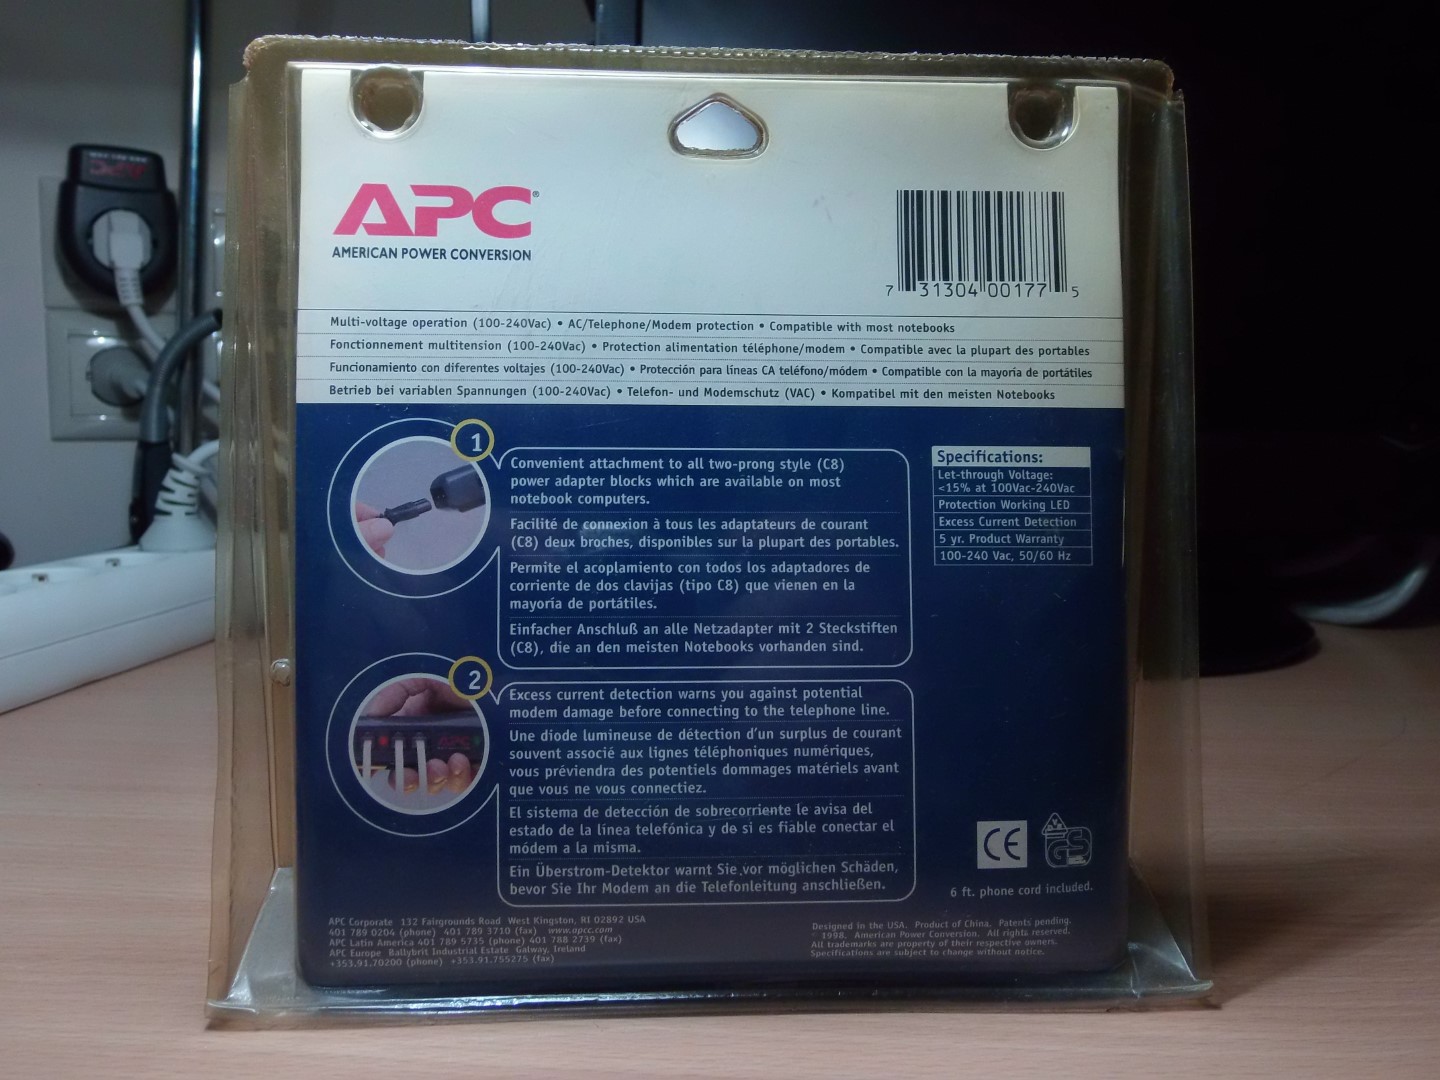 APC®
AMERICAN POWER CONVERSION
7 31304 00177 5
Multi-voltage operation (100-240Vac) • AC/Telephone/Modem protection • Compatible with most notebooks
Fonctionnement multitension (100-240Vac) • Protection alimentation téléphone/modem • Compatible avec la plupart des portables
Funcionamiento con diferentes voltajes (100-240Vac) • Protección para líneas CA teléfono/módem • Compatible con la mayoría de portátiles
Betrieb bei variablen Spannungen (100-240Vac) • Telefon- und Modemschutz (VAC) • Kompatibel mit den meisten Notebooks
1
Convenient attachment to all two-prong style (C8)
power adapter blocks which are available on most
notebook computers.
Facilité de connexion à tous les adaptateurs de courant
(C8) deux broches, disponibles sur la plupart des portables.
Permite el acoplamiento con todos los adaptadores de
corriente de dos clavijas (tipo C8) que vienen en la
mayoría de portátiles.
Einfacher Anschluß an alle Netzadapter mit 2 Steckstiften
(C8), die an den meisten Notebooks vorhanden sind.
Specifications:
Let-through Voltage:
<15% at 100Vac-240Vac
Protection Working LED
Excess Current Detection
5 yr. Product Warranty
100-240 Vac, 50/60 Hz
2
APC
Excess current detection warns you against potential
modem damage before connecting to the telephone line.
Une diode lumineuse de détection d'un surplus de courant
souvent associé aux lignes téléphoniques numériques,
vous préviendra des potentiels dommages matériels avant
que vous ne vous connectiez.
El sistema de detección de sobrecorriente le avisa del
estado de la línea telefónica y de si es fiable conectar el
módem a la misma.
Ein Überstrom-Detektor warnt Sie vor möglichen Schäden,
bevor Sie Ihr Modem an die Telefonleitung anschließen.
CE
GS
6 ft. phone cord included.
APC Corporate 132 Fairgrounds Road West Kingston, RI 02892 USA
401 789 0204 (phone) 401 789 3710 (fax) www.apcc.com
APC Latin America 401 789 5735 (phone) 401 788 2739 (fax)
APC Europe Ballybrit Industrial Estate Galway, Ireland
+353.91.70200 (phone) +353.91.755275 (fax)
Designed in the USA. Product of China. Patents pending.
1998. American Power Conversion. All rights reserved.
All trademarks are property of their respective owners.
Specifications are subject to change without notice.